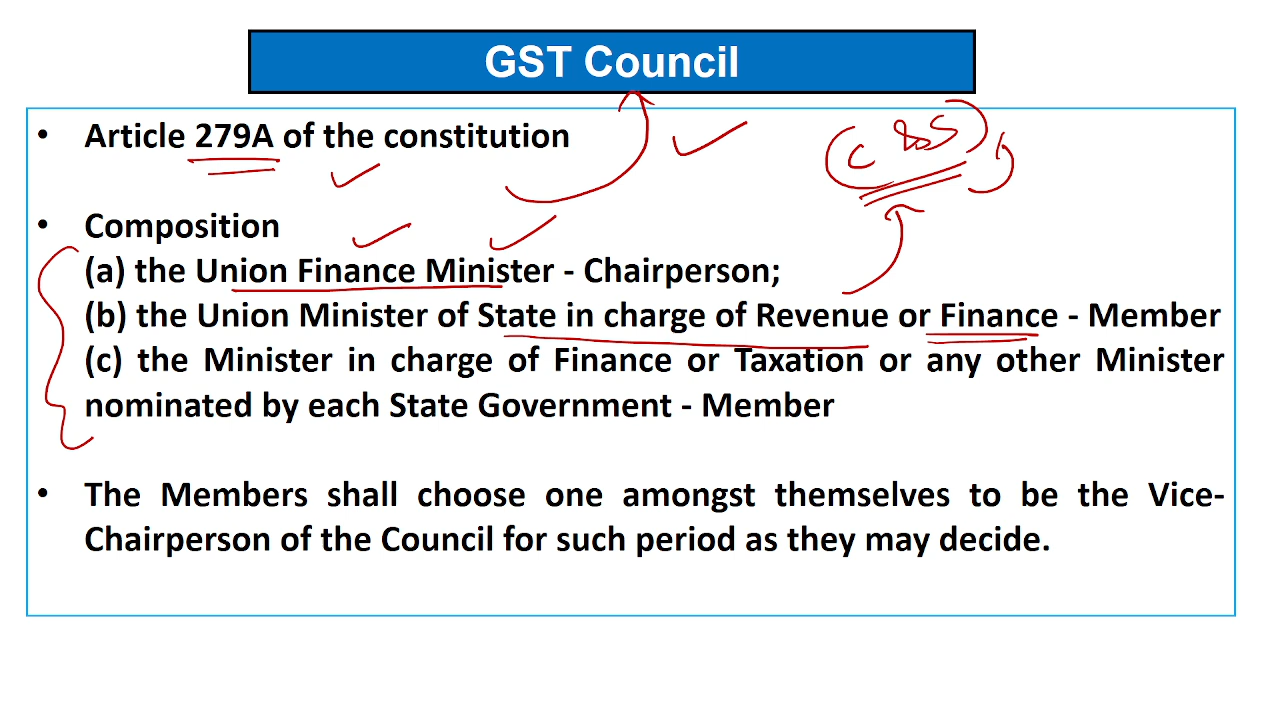 GST Council
• Article 279A of the constitution
• Composition
(a) the Union Finance Minister - Chairperson;
(b) the Union Minister of State in charge of Revenue or Finance - Member
(c) the Minister in charge of Finance or Taxation or any other Minister
nominated by each State Government - Member
• The Members shall choose one amongst themselves to be the Vice-
Chairperson of the Council for such period as they may decide.